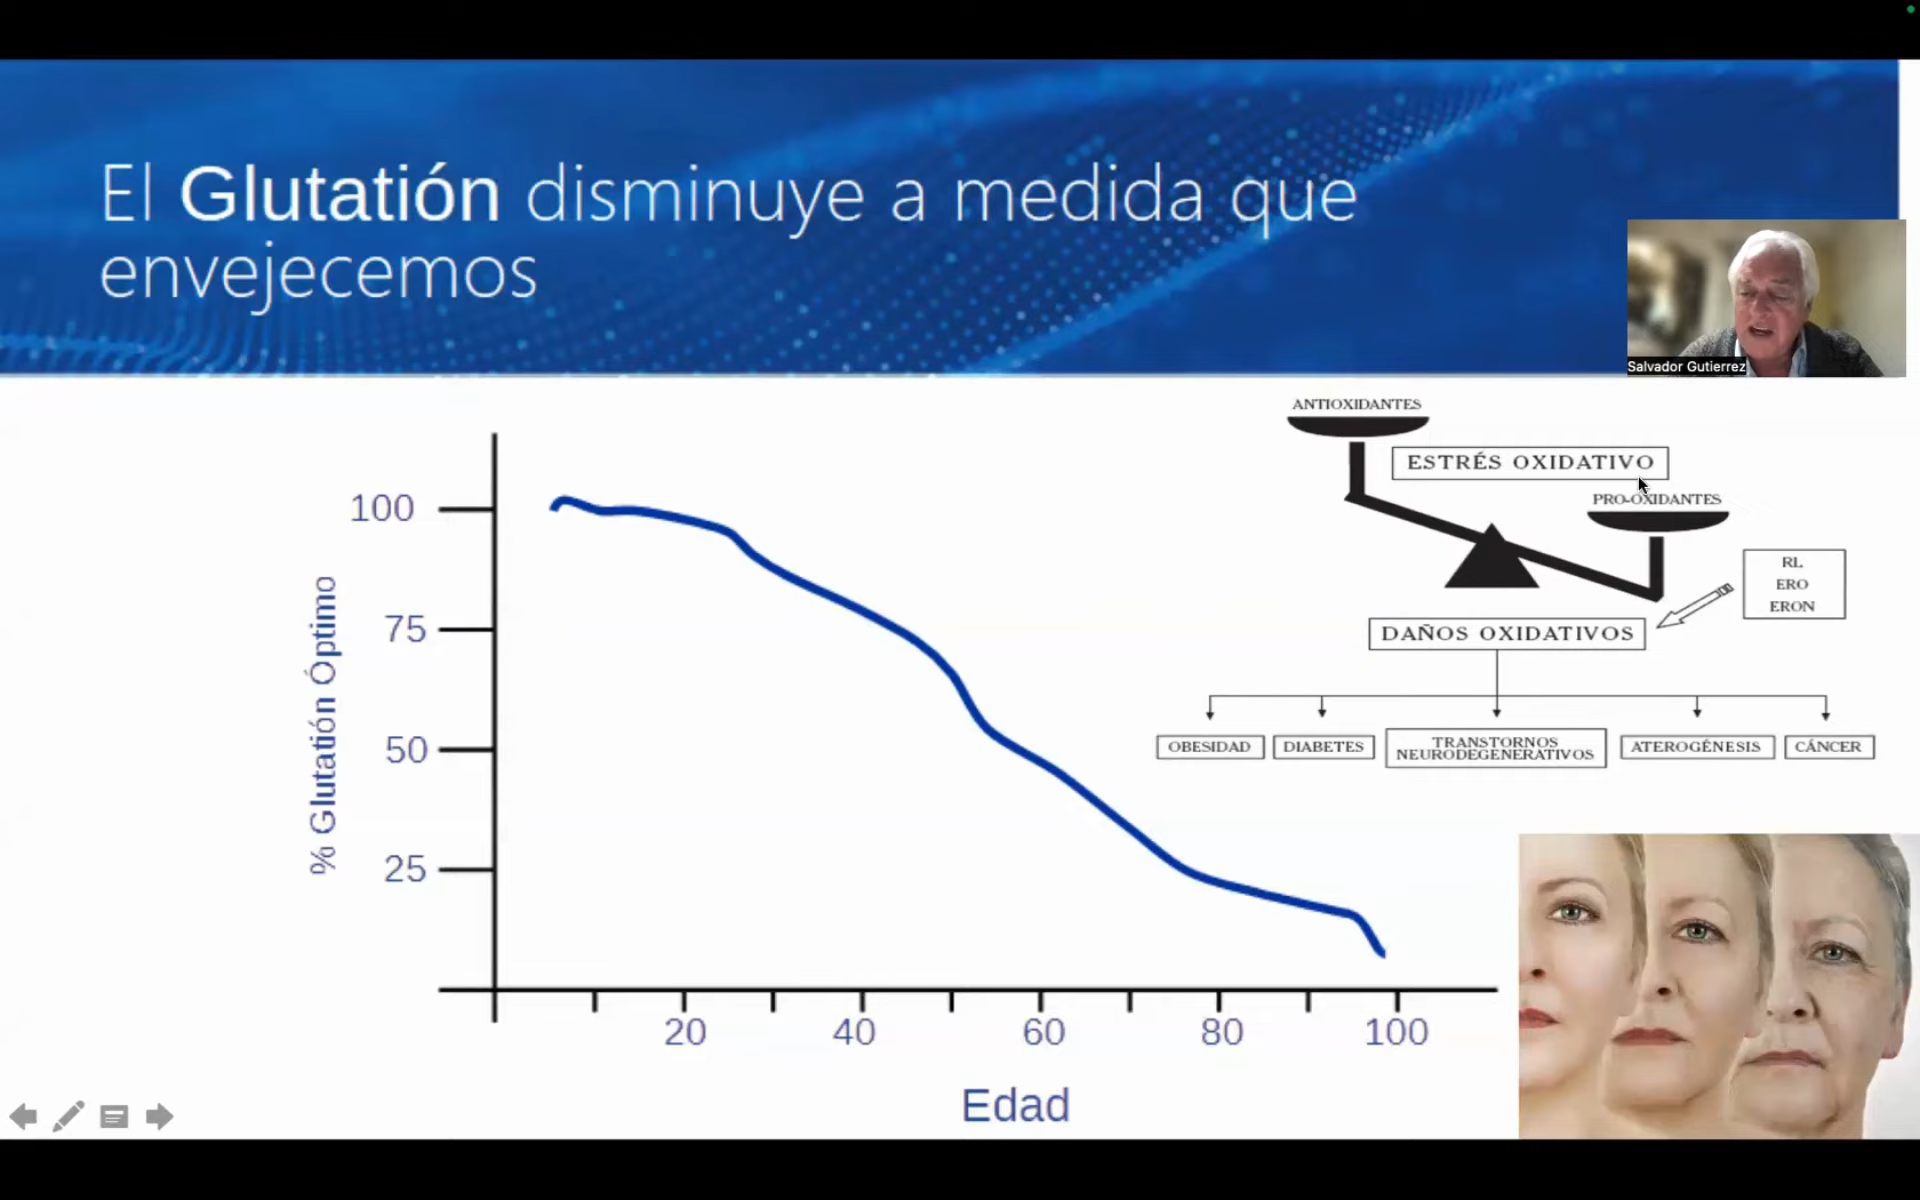 El Glutatión disminuye a medida que
envejecemos
Salvador Gutierrez
ANTIOXIDANTES
ESTRÉS OXIDATIVO
PRO-OXIDANTES
RL
ERO
ERON
DAÑOS OXIDATIVOS
OBESIDAD
DIABETES
TRANSTORNOS
NEURODEGENERATIVOS
ATEROGÉNESIS
CÁNCER
% Glutatión Óptimo
100
75
50
25
20
40
60
80
100
Edad